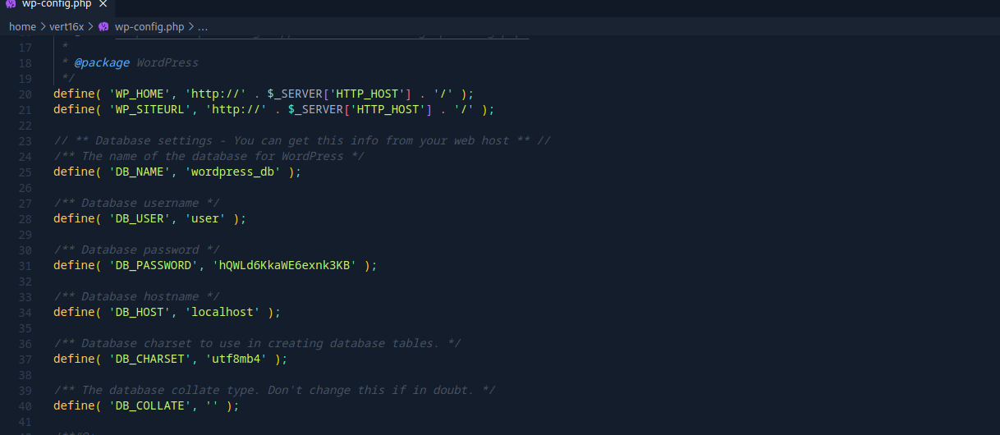 wp-config.php ×
home > vert16x > wp-config.php > ...
17 *
18 * @package WordPress
19 */
20 define( 'WP_HOME', 'http://' . $_SERVER['HTTP_HOST'] . '/' );
21 define( 'WP_SITEURL', 'http://' . $_SERVER['HTTP_HOST'] . '/' );
22
23 // ** Database settings - You can get this info from your web host ** //
24 /** The name of the database for WordPress */
25 define( 'DB_NAME', 'wordpress_db' );
26
27 /** Database username */
28 define( 'DB_USER', 'user' );
29
30 /** Database password */
31 define( 'DB_PASSWORD', 'hQWLd6KkaWE6exnk3KB' );
32
33 /** Database hostname */
34 define( 'DB_HOST', 'localhost' );
35
36 /** Database charset to use in creating database tables. */
37 define( 'DB_CHARSET', 'utf8mb4' );
38
39 /** The database collate type. Don't change this if in doubt. */
40 define( 'DB_COLLATE', '' );
41